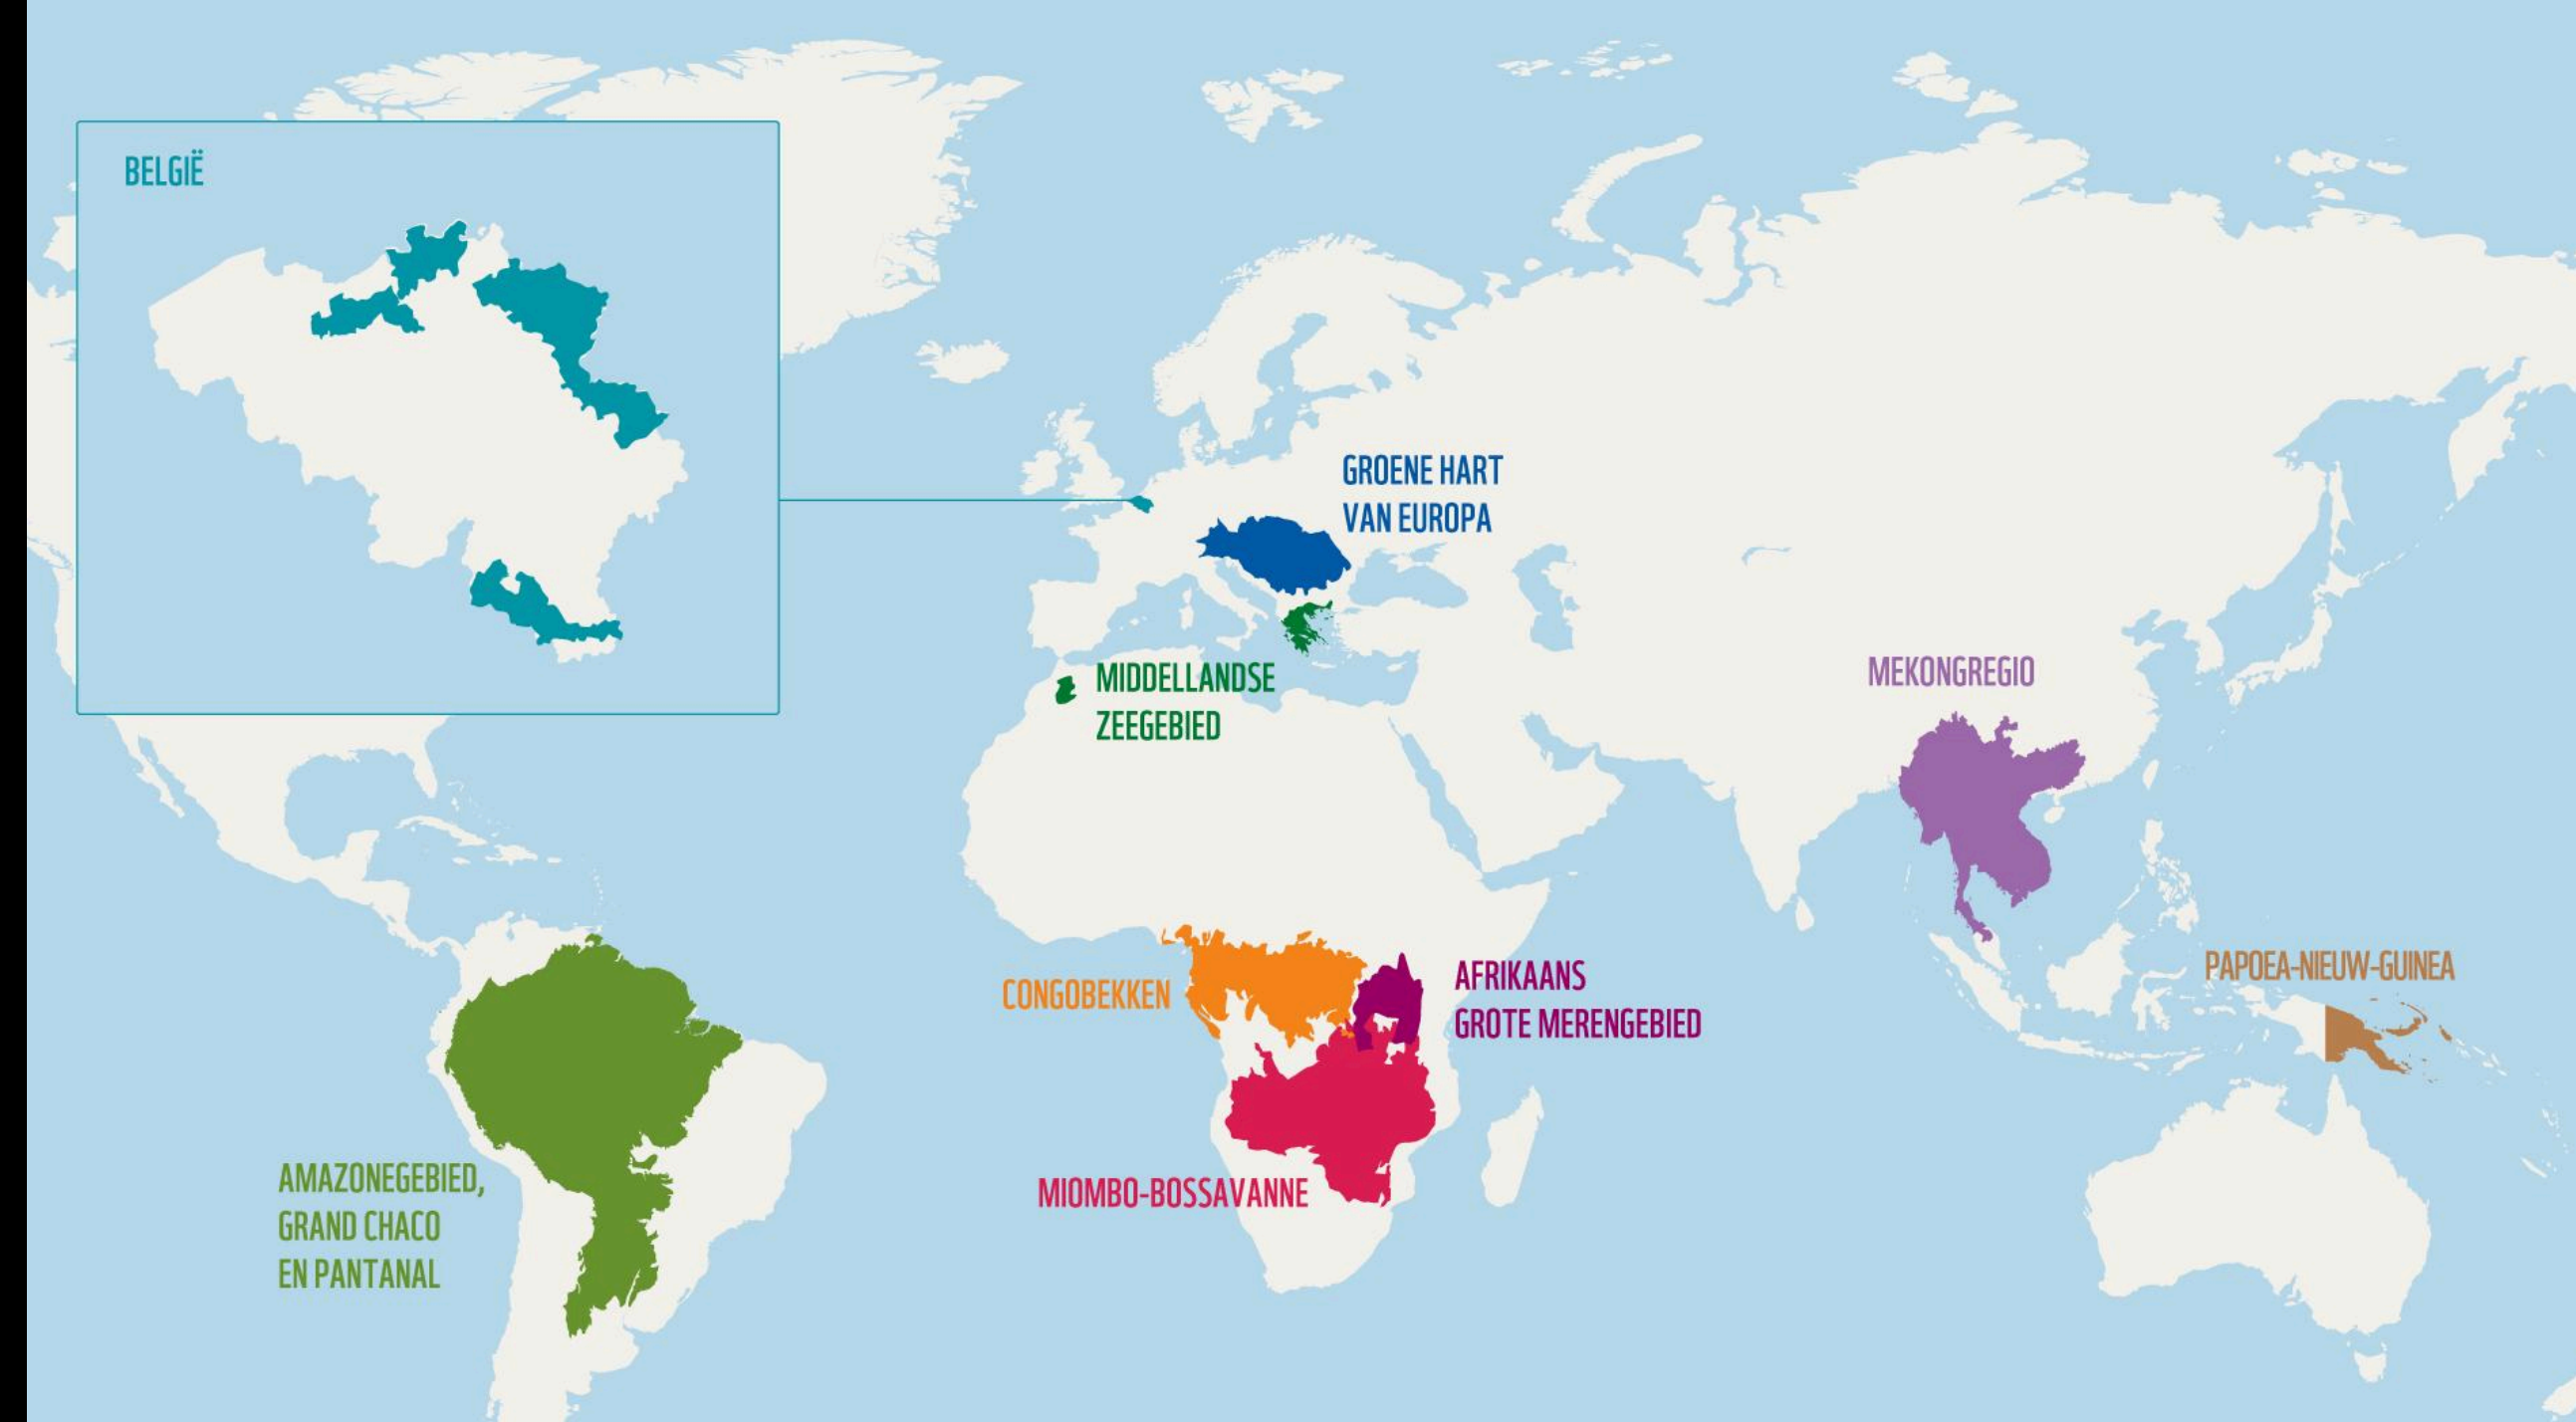 BELGIË
GROENE HART
VAN EUROPA
MIDDELLANDSE
ZEEGEBIED
MEKONGREGIO
CONGOBEKKEN
AFRIKAANS
GROTE MERENGEBIED
PAPOEA-NIEUW-GUINEA
AMAZONEGEBIED,
GRAND CHACO
EN PANTANAL
MIOMBO-BOSSAVANNE